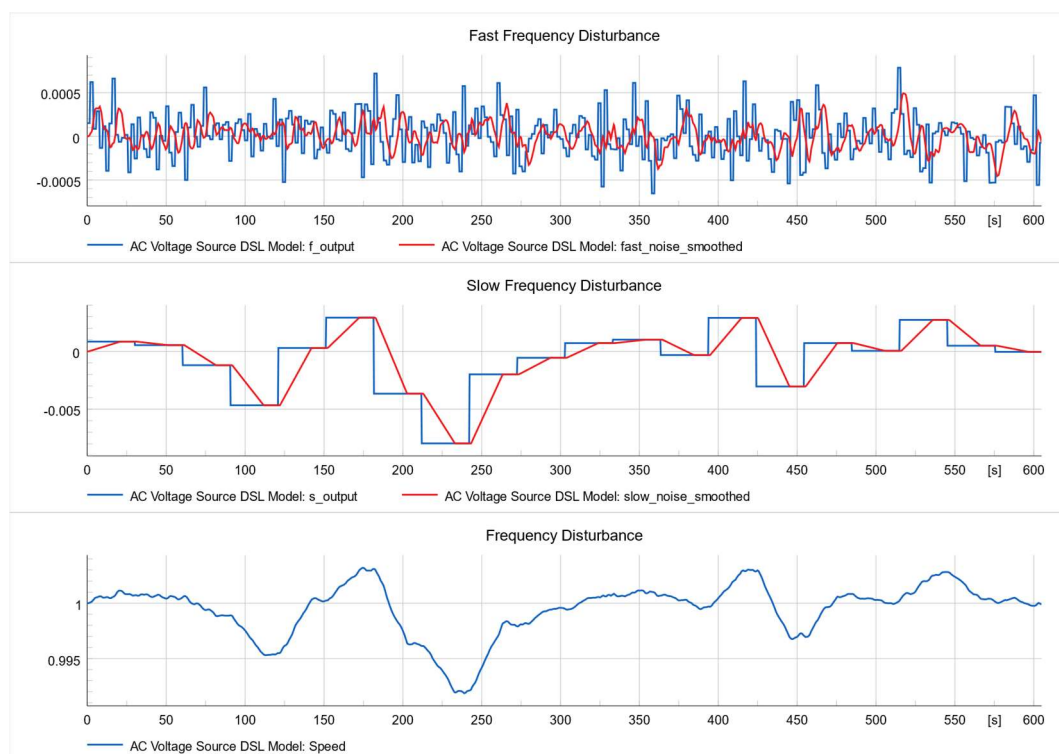 Fast Frequency Disturbance
0.0005
0
-0.0005
0 50 100 150 200 250 300 350 400 450 500 550 [s] 600
AC Voltage Source DSL Model: f_output AC Voltage Source DSL Model: fast_noise_smoothed
Slow Frequency Disturbance
0
-0.005
0 50 100 150 200 250 300 350 400 450 500 550 [s] 600
AC Voltage Source DSL Model: s_output AC Voltage Source DSL Model: slow_noise_smoothed
Frequency Disturbance
1
0.995
0 50 100 150 200 250 300 350 400 450 500 550 [s] 600
AC Voltage Source DSL Model: Speed